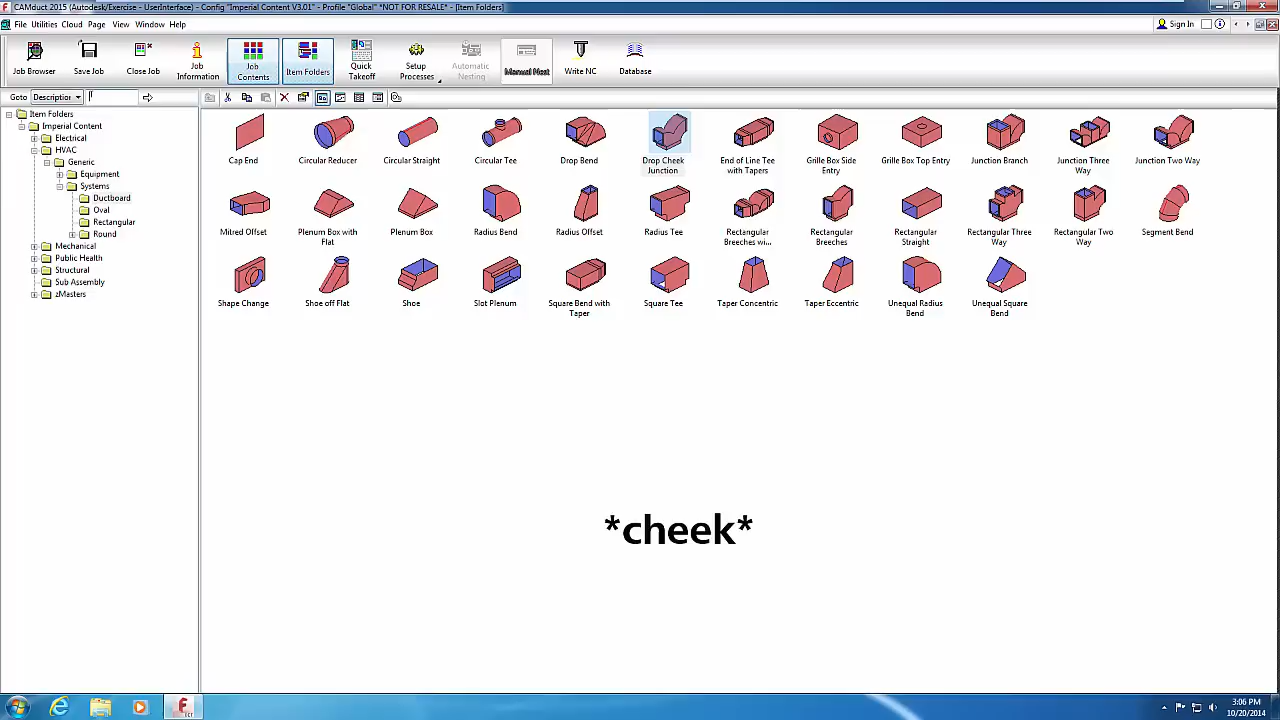 CAMduct 2015 (Autodesk/Exercise - UserInterface) - Config "Imperial Content V3.01" - Profile "Global" *NOT FOR RESALE* - [Item Folders]
File Utilities Cloud Page View Window Help
Sign In
Job Browser Save Job Close Job Job Information Job Contents Item Folders Quick Takeoff Setup Processes Automatic Nesting Manual Nest Write NC Database
Goto Description
Item Folders
Imperial Content
Electrical
HVAC
Generic
Equipment
Systems
Ductboard
Oval
Rectangular
Round
Mechanical
Public Health
Structural
Sub Assembly
zMasters
Cap End Circular Reducer Circular Straight Circular Tee Drop Bend Drop Cheek Junction End of Line Tee with Tapers Grille Box Side Entry Grille Box Top Entry Junction Branch Junction Three Way Junction Two Way
Mitred Offset Plenum Box with Flat Plenum Box Radius Bend Radius Offset Radius Tee Rectangular Breeches wi... Rectangular Breeches Rectangular Straight Rectangular Three Way Rectangular Two Way Segment Bend
Shape Change Shoe off Flat Shoe Slot Plenum Square Bend with Taper Square Tee Taper Concentric Taper Eccentric Unequal Radius Bend Unequal Square Bend
*cheek*
3:06 PM
10/20/2014